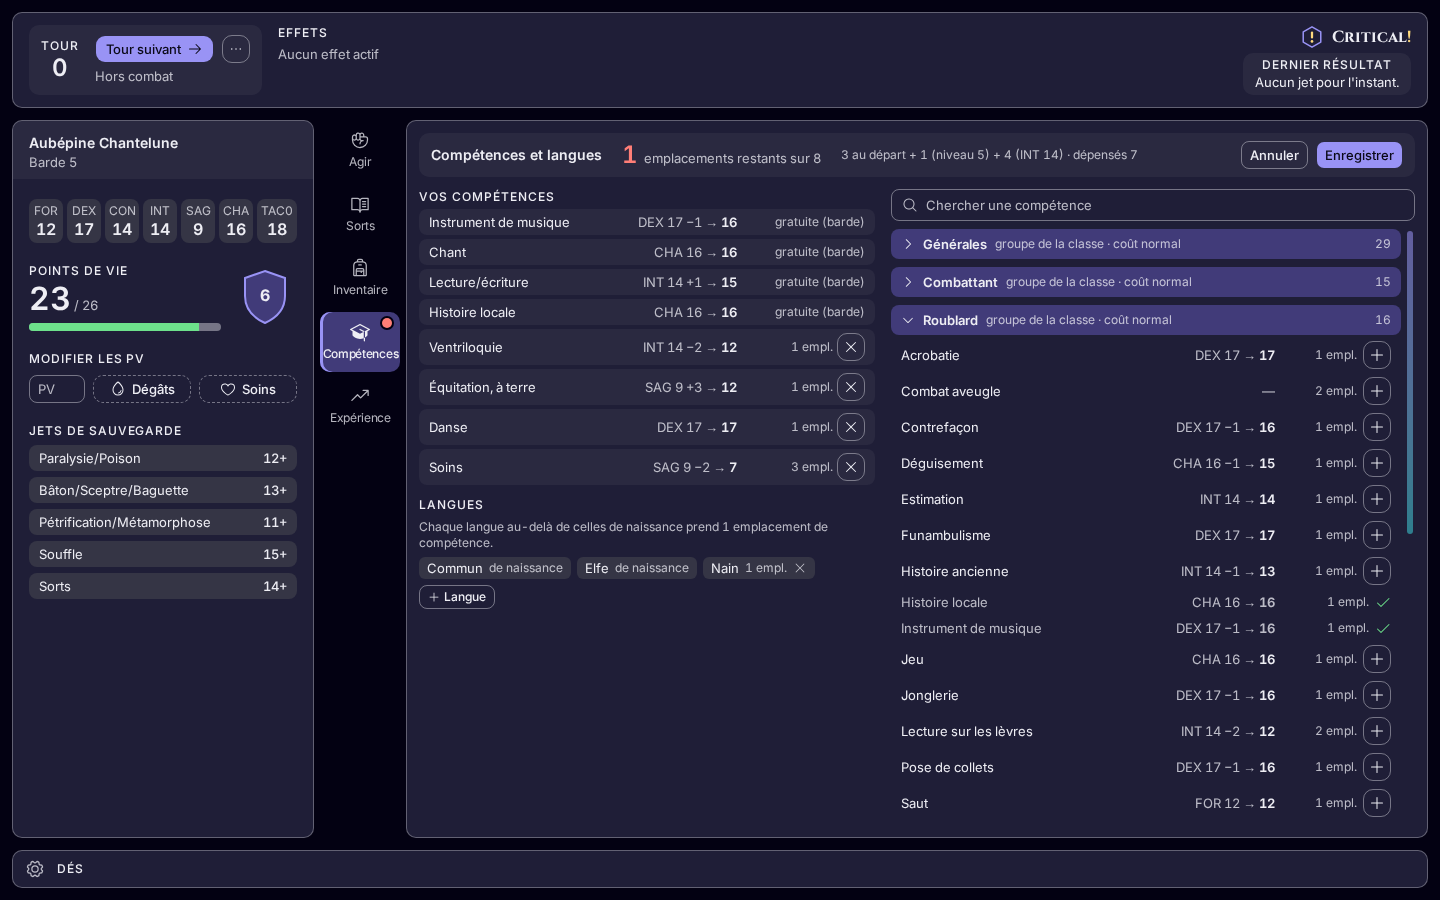 TOUR
0
Tour suivant →
...
Hors combat
EFFETS
Aucun effet actif
CRITICAL!
DERNIER RÉSULTAT
Aucun jet pour l'instant.
Aubépine Chantelune
Barde 5
FOR DEX CON INT SAG CHA TAC0
12 17 14 14 9 16 18
POINTS DE VIE
23 / 26
6
MODIFIER LES PV
PV Dégâts Soins
JETS DE SAUVEGARDE
Paralysie/Poison 12+
Bâton/Sceptre/Baguette 13+
Pétrification/Métamorphose 11+
Souffle 15+
Sorts 14+
Agir
Sorts
Inventaire
Compétences
Expérience
Compétences et langues 1 emplacements restants sur 8 3 au départ + 1 (niveau 5) + 4 (INT 14) · dépensés 7 Annuler Enregistrer
VOS COMPÉTENCES
Instrument de musique DEX 17 −1 → 16 gratuite (barde)
Chant CHA 16 → 16 gratuite (barde)
Lecture/écriture INT 14 +1 → 15 gratuite (barde)
Histoire locale CHA 16 → 16 gratuite (barde)
Ventriloquie INT 14 −2 → 12 1 empl.
Équitation, à terre SAG 9 +3 → 12 1 empl.
Danse DEX 17 → 17 1 empl.
Soins SAG 9 −2 → 7 3 empl.
LANGUES
Chaque langue au-delà de celles de naissance prend 1 emplacement de
compétence.
Commun de naissance Elfe de naissance Nain 1 empl.
+ Langue
Chercher une compétence
Générales groupe de la classe · coût normal 29
Combattant groupe de la classe · coût normal 15
Roublard groupe de la classe · coût normal 16
Acrobatie DEX 17 → 17 1 empl.
Combat aveugle — 2 empl.
Contrefaçon DEX 17 −1 → 16 1 empl.
Déguisement CHA 16 −1 → 15 1 empl.
Estimation INT 14 → 14 1 empl.
Funambulisme DEX 17 → 17 1 empl.
Histoire ancienne INT 14 −1 → 13 1 empl.
Histoire locale CHA 16 → 16 1 empl.
Instrument de musique DEX 17 −1 → 16 1 empl.
Jeu CHA 16 → 16 1 empl.
Jonglerie DEX 17 −1 → 16 1 empl.
Lecture sur les lèvres INT 14 −2 → 12 2 empl.
Pose de collets DEX 17 −1 → 16 1 empl.
Saut FOR 12 → 12 1 empl.
DÉS